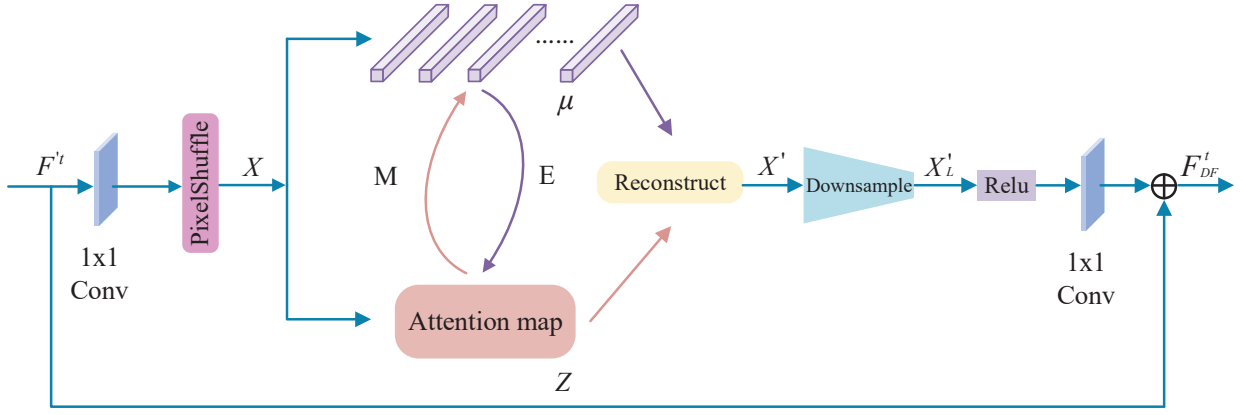 F'ᵗ
1x1
Conv
PixelShuffle
X
......
μ
M
E
Attention map
Z
Reconstruct
X'
Downsample
X'_L
Relu
1x1
Conv
F^t_DF